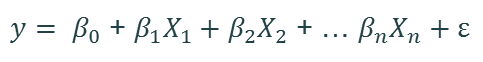 y = β₀ + β₁X₁ + β₂X₂ + … βₙXₙ + ε